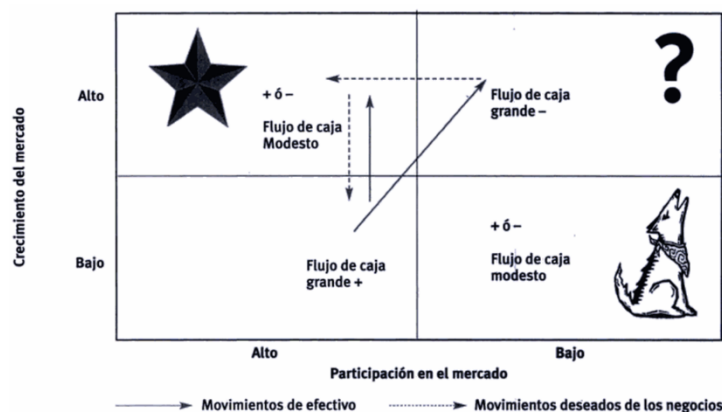 Crecimiento del mercado
Alto
+ ó –
Flujo de caja
Modesto
Flujo de caja
grande –
?
Bajo
Flujo de caja
grande +
+ ó –
Flujo de caja
modesto
Alto
Bajo
Participación en el mercado
Movimientos de efectivo
Movimientos deseados de los negocios